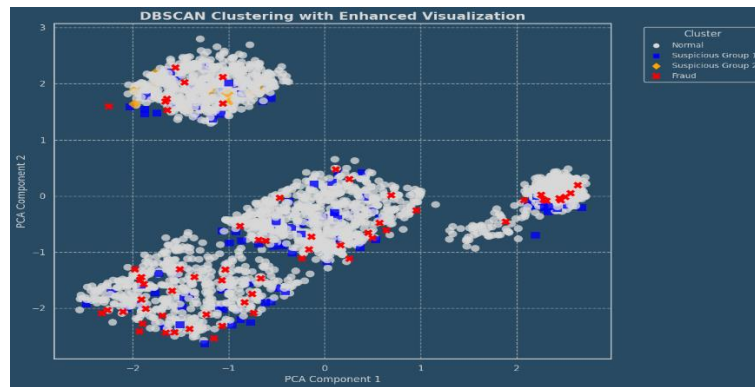 DBSCAN Clustering with Enhanced Visualization
Cluster
Normal
Suspicious Group 1
Suspicious Group 2
Fraud
PCA Component 2
3
2
1
0
−1
−2
−2
−1
0
1
2
PCA Component 1